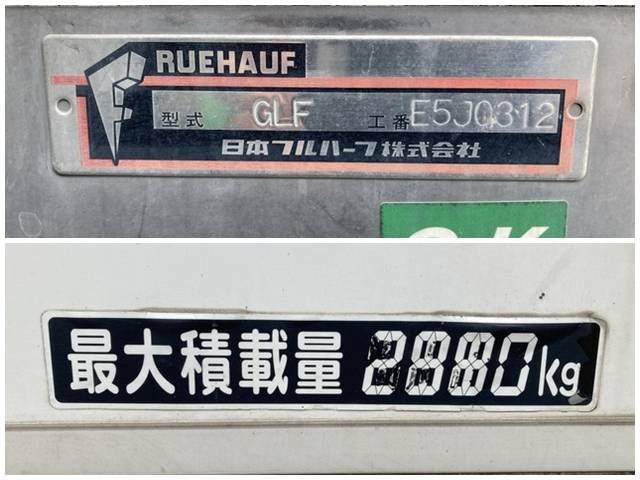 FRUEHAUF
型式 GLF 工番 E5J0312
日本フルハーフ株式会社
最大積載量 2880kg